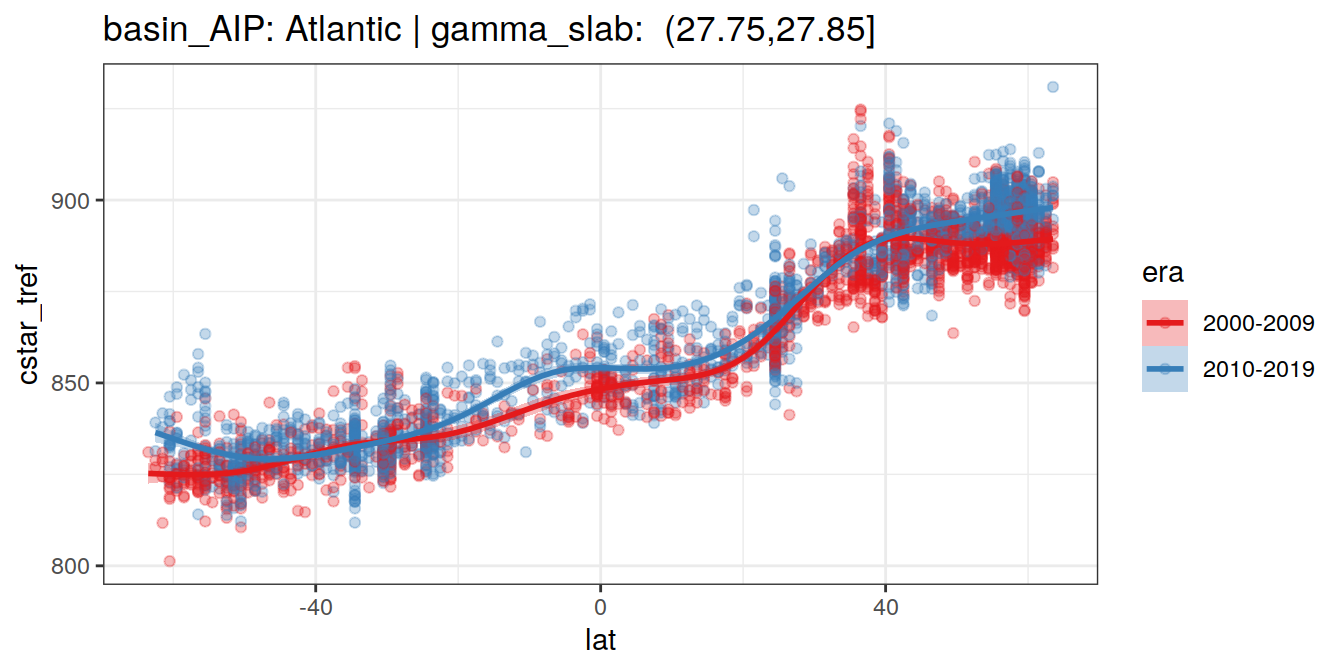 basin_AIP: Atlantic | gamma_slab:  (27.75,27.85]
cstar_tref
900
850
800
-40
0
40
lat
era
2000-2009
2010-2019